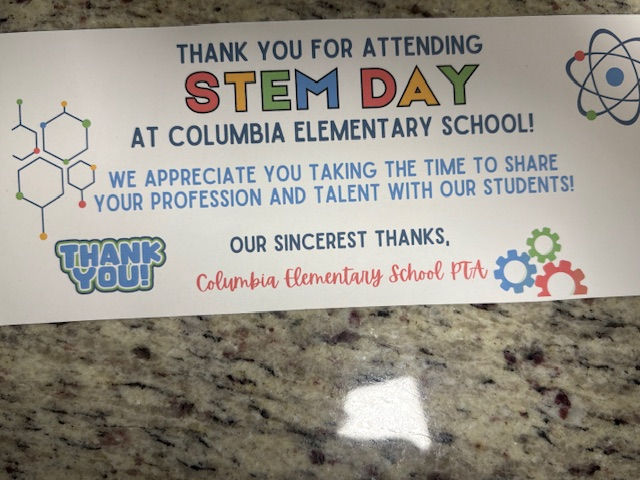 THANK YOU FOR ATTENDING
STEM DAY
AT COLUMBIA ELEMENTARY SCHOOL!
WE APPRECIATE YOU TAKING THE TIME TO SHARE
YOUR PROFESSION AND TALENT WITH OUR STUDENTS!
THANK
YOU!
OUR SINCEREST THANKS,
Columbia Elementary School PTA